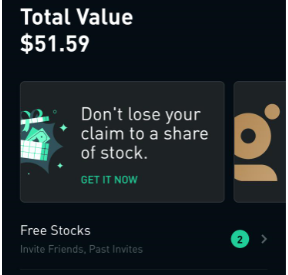 Total Value
$51.59
Don't lose your
claim to a share
of stock.
GET IT NOW
Free Stocks
2
Invite Friends, Past Invites